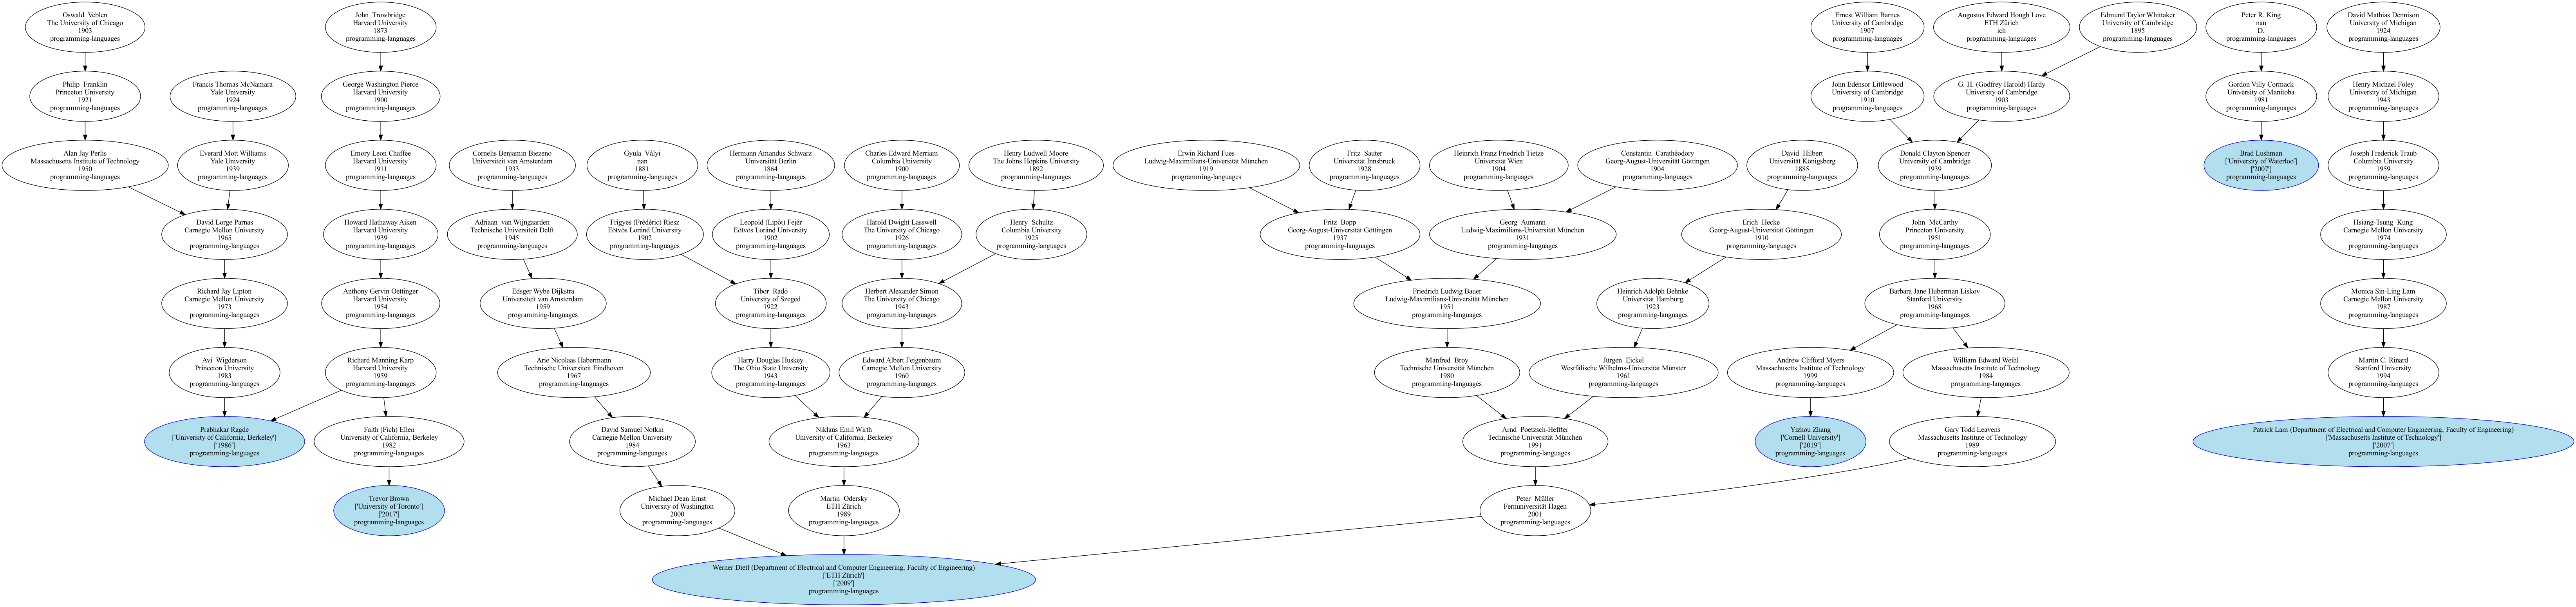 Oswald Veblen
The University of Chicago
1903
programming-languages
John Trowbridge
Harvard University
1873
programming-languages
Ernest William Barnes
University of Cambridge
1907
programming-languages
Augustus Edward Hough Love
ETH Zürich
ich
programming-languages
Edmund Taylor Whittaker
University of Cambridge
1895
programming-languages
Peter R. King
nan
D.
programming-languages
David Mathias Dennison
University of Michigan
1924
programming-languages
Philip Franklin
Princeton University
1921
programming-languages
Francis Thomas McNamara
Yale University
1924
programming-languages
George Washington Pierce
Harvard University
1900
programming-languages
John Edensor Littlewood
University of Cambridge
1910
programming-languages
G. H. (Godfrey Harold) Hardy
University of Cambridge
1903
programming-languages
Gordon Villy Cormack
University of Manitoba
1981
programming-languages
Henry Michael Foley
University of Michigan
1943
programming-languages
Alan Jay Perlis
Massachusetts Institute of Technology
1950
programming-languages
Everard Mott Williams
Yale University
1939
programming-languages
Emory Leon Chaffee
Harvard University
1911
programming-languages
Cornelis Benjamin Biezeno
Universiteit van Amsterdam
1933
programming-languages
Gyula Vályi
nan
1881
programming-languages
Hermann Amandus Schwarz
Universität Berlin
1864
programming-languages
Charles Edward Merriam
Columbia University
1900
programming-languages
Henry Ludwell Moore
The Johns Hopkins University
1892
programming-languages
Erwin Richard Fues
Ludwig-Maximilians-Universität München
1919
programming-languages
Fritz Sauter
Universität Innsbruck
1928
programming-languages
Heinrich Franz Friedrich Tietze
Universität Wien
1904
programming-languages
Constantin Carathéodory
Georg-August-Universität Göttingen
1904
programming-languages
David Hilbert
Universität Königsberg
1885
programming-languages
Donald Clayton Spencer
University of Cambridge
1939
programming-languages
Brad Lushman
['University of Waterloo']
['2007']
programming-languages
Joseph Frederick Traub
Columbia University
1959
programming-languages
David Lorge Parnas
Carnegie Mellon University
1965
programming-languages
Howard Hathaway Aiken
Harvard University
1939
programming-languages
Adriaan van Wijngaarden
Technische Universiteit Delft
1945
programming-languages
Frigyes (Frédéric) Riesz
Eötvös Loránd University
1902
programming-languages
Leopold (Lipót) Fejér
Eötvös Loránd University
1902
programming-languages
Harold Dwight Lasswell
The University of Chicago
1926
programming-languages
Henry Schultz
Columbia University
1925
programming-languages
Fritz Bopp
Georg-August-Universität Göttingen
1937
programming-languages
Georg Aumann
Ludwig-Maximilians-Universität München
1931
programming-languages
Erich Hecke
Georg-August-Universität Göttingen
1910
programming-languages
John McCarthy
Princeton University
1951
programming-languages
Hsiang-Tsung Kung
Carnegie Mellon University
1974
programming-languages
Richard Jay Lipton
Carnegie Mellon University
1973
programming-languages
Anthony Gervin Oettinger
Harvard University
1954
programming-languages
Edsger Wybe Dijkstra
Universiteit van Amsterdam
1959
programming-languages
Tibor Radó
University of Szeged
1922
programming-languages
Herbert Alexander Simon
The University of Chicago
1943
programming-languages
Friedrich Ludwig Bauer
Ludwig-Maximilians-Universität München
1951
programming-languages
Heinrich Adolph Behnke
Universität Hamburg
1923
programming-languages
Barbara Jane Huberman Liskov
Stanford University
1968
programming-languages
Monica Sin-Ling Lam
Carnegie Mellon University
1987
programming-languages
Avi Wigderson
Princeton University
1983
programming-languages
Richard Manning Karp
Harvard University
1959
programming-languages
Arie Nicolaas Habermann
Technische Universiteit Eindhoven
1967
programming-languages
Harry Douglas Huskey
The Ohio State University
1943
programming-languages
Edward Albert Feigenbaum
Carnegie Mellon University
1960
programming-languages
Manfred Broy
Technische Universität München
1980
programming-languages
Jürgen Eickel
Westfälische Wilhelms-Universität Münster
1961
programming-languages
Andrew Clifford Myers
Massachusetts Institute of Technology
1999
programming-languages
William Edward Weihl
Massachusetts Institute of Technology
1984
programming-languages
Martin C. Rinard
Stanford University
1994
programming-languages
Prabhakar Ragde
['University of California, Berkeley']
['1986']
programming-languages
Faith (Fich) Ellen
University of California, Berkeley
1982
programming-languages
David Samuel Notkin
Carnegie Mellon University
1984
programming-languages
Niklaus Emil Wirth
University of California, Berkeley
1963
programming-languages
Arnd Poetzsch-Heffter
Technische Universität München
1991
programming-languages
Yizhou Zhang
['Cornell University']
['2019']
programming-languages
Gary Todd Leavens
Massachusetts Institute of Technology
1989
programming-languages
Patrick Lam (Department of Electrical and Computer Engineering, Faculty of Engineering)
['Massachusetts Institute of Technology']
['2007']
programming-languages
Trevor Brown
['University of Toronto']
['2017']
programming-languages
Michael Dean Ernst
University of Washington
2000
programming-languages
Martin Odersky
ETH Zürich
1989
programming-languages
Peter Müller
Fernuniversität Hagen
2001
programming-languages
Werner Dietl (Department of Electrical and Computer Engineering, Faculty of Engineering)
['ETH Zürich']
['2009']
programming-languages